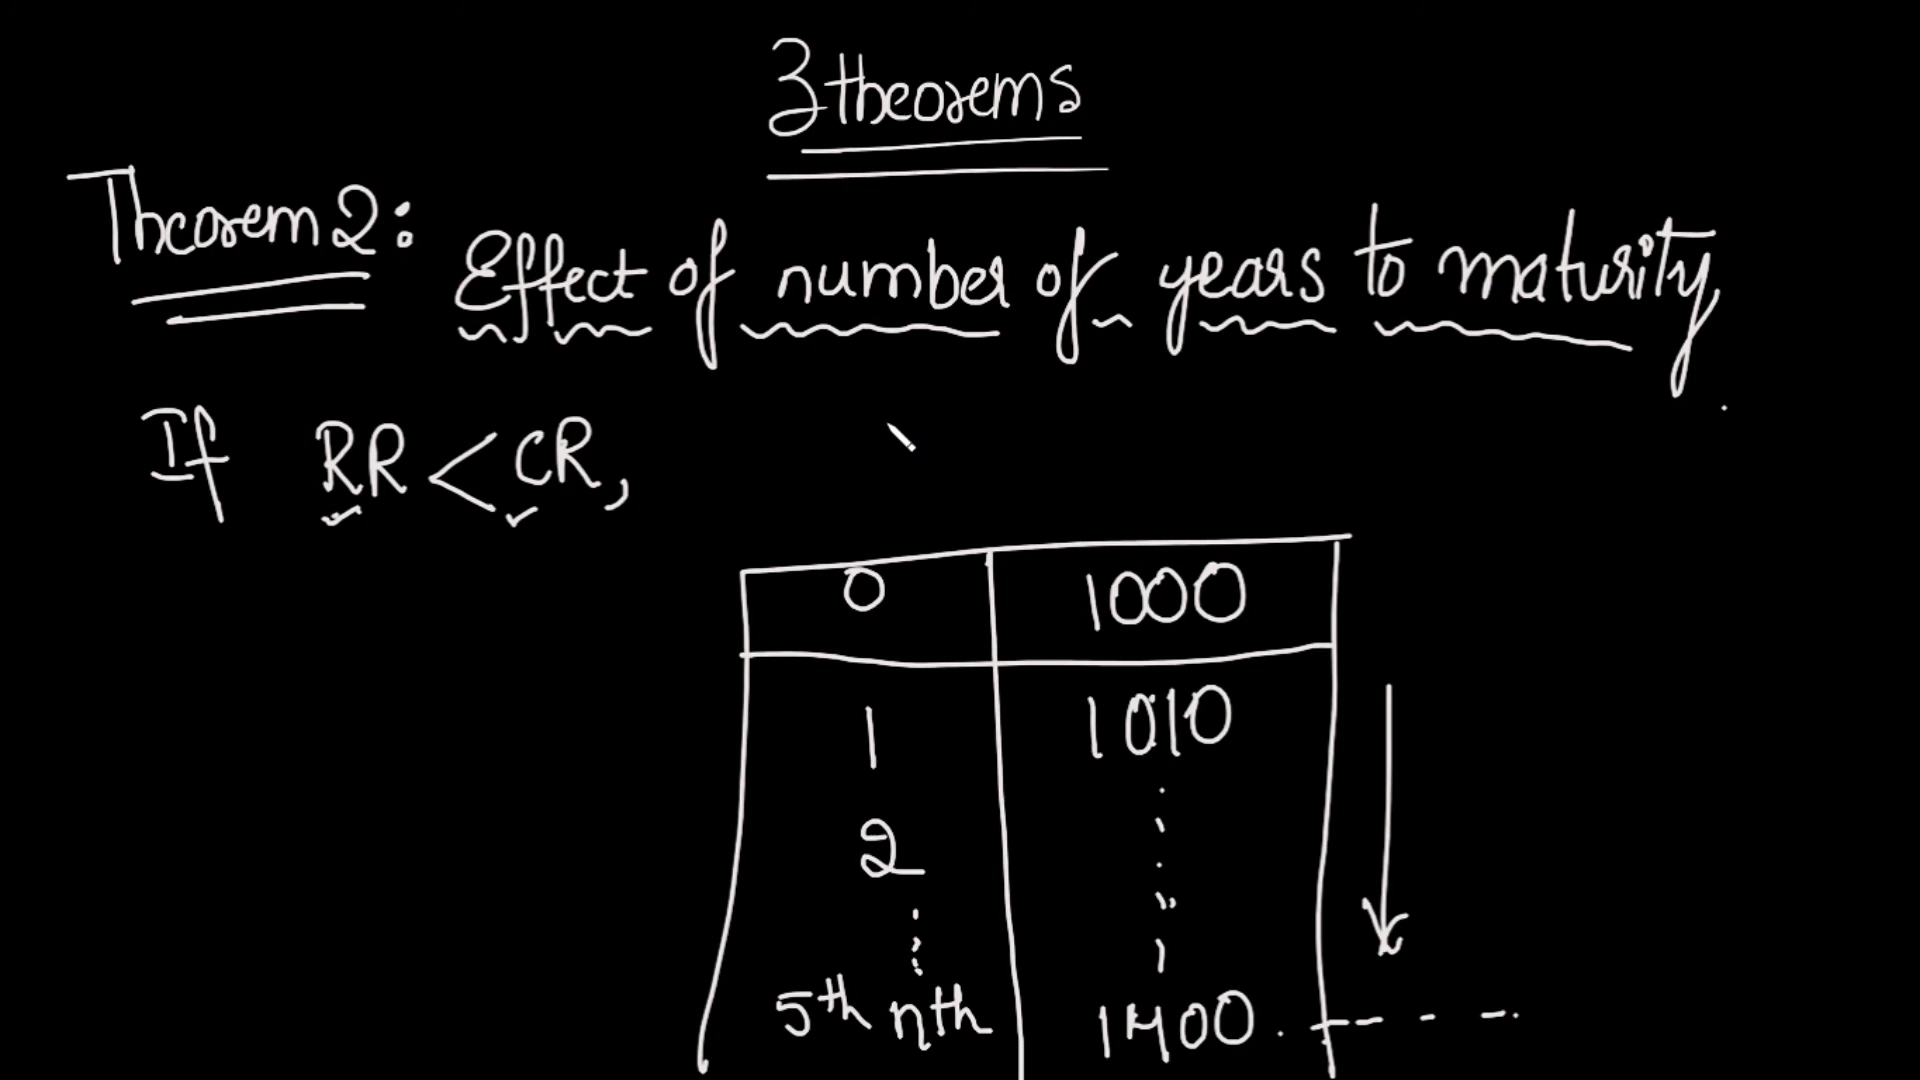 3 theorems
Theorem 2: Effect of number of years to maturity.
If RR < CR,
0 1000
1 1010
2
5th nth 1400